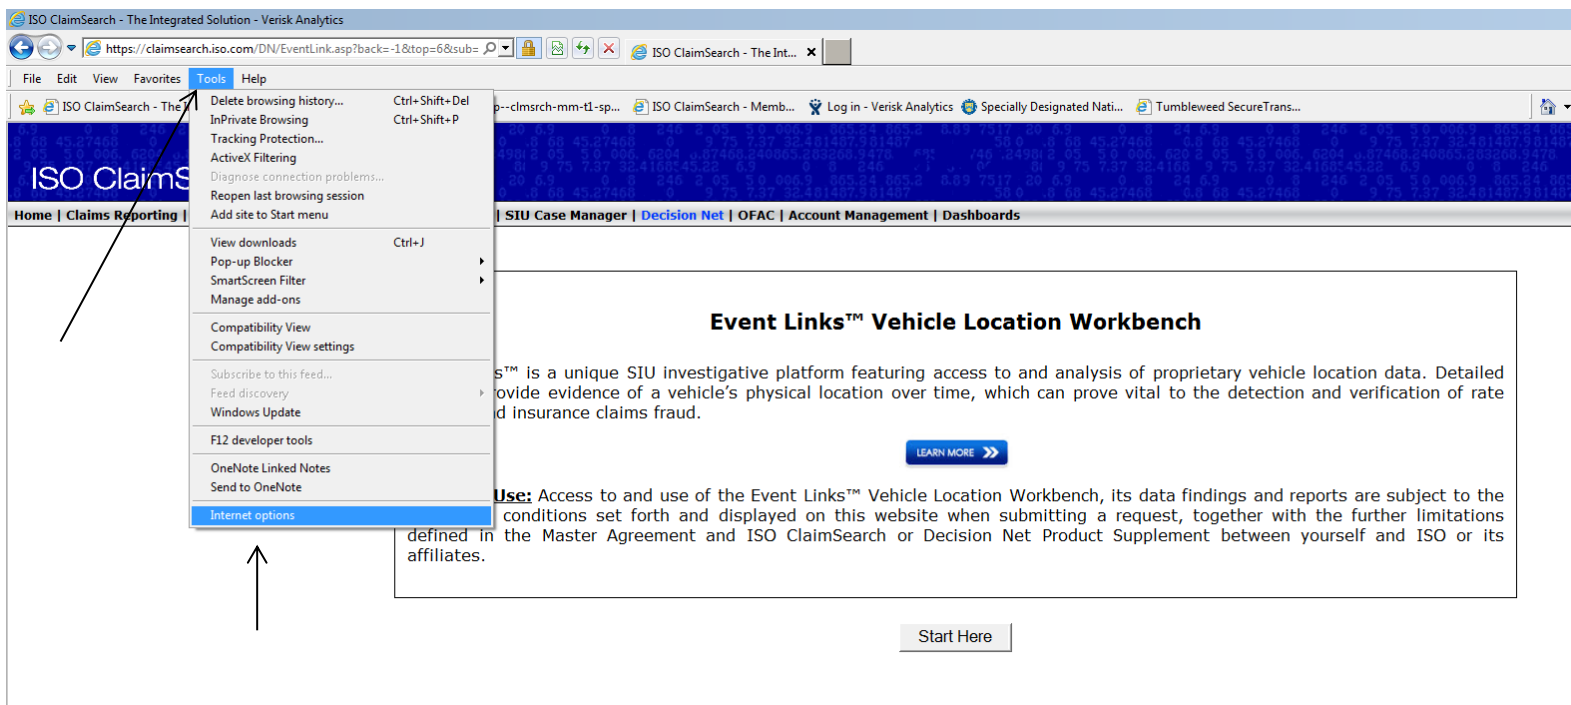 ISO ClaimSearch - The Integrated Solution - Verisk Analytics
https://claimsearch.iso.com/DN/EventLink.asp?back=-1&top=6&sub=
ISO ClaimSearch - The Int...
File Edit View Favorites Tools Help
ISO ClaimSearch - The I
p--clmsrch-mm-t1-sp... ISO ClaimSearch - Memb... Log in - Verisk Analytics Specially Designated Nati... Tumbleweed SecureTrans...
Delete browsing history... Ctrl+Shift+Del
InPrivate Browsing Ctrl+Shift+P
Tracking Protection...
ActiveX Filtering
Diagnose connection problems...
Reopen last browsing session
Add site to Start menu
View downloads Ctrl+J
Pop-up Blocker
SmartScreen Filter
Manage add-ons
Compatibility View
Compatibility View settings
Subscribe to this feed...
Feed discovery
Windows Update
F12 developer tools
OneNote Linked Notes
Send to OneNote
Internet options
ISO ClaimS
Home | Claims Reporting |
| SIU Case Manager | Decision Net | OFAC | Account Management | Dashboards
Event Links™ Vehicle Location Workbench
s™ is a unique SIU investigative platform featuring access to and analysis of proprietary vehicle location data. Detailed
ovide evidence of a vehicle's physical location over time, which can prove vital to the detection and verification of rate
d insurance claims fraud.
LEARN MORE
Use: Access to and use of the Event Links™ Vehicle Location Workbench, its data findings and reports are subject to the
conditions set forth and displayed on this website when submitting a request, together with the further limitations
defined in the Master Agreement and ISO ClaimSearch or Decision Net Product Supplement between yourself and ISO or its
affiliates.
Start Here